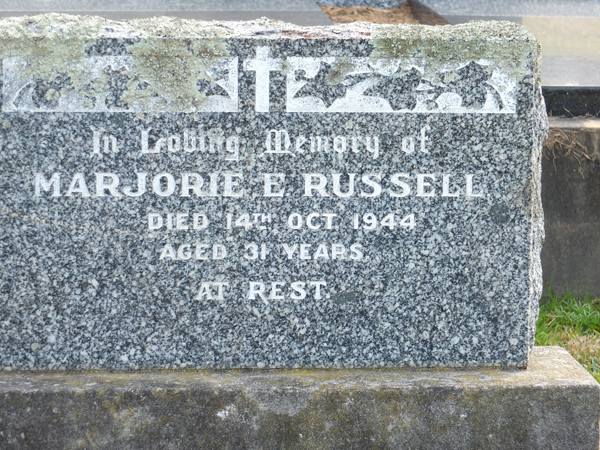 In Loving Memory of
MARJORIE E RUSSELL
DIED 14TH OCT. 1944
AGED 31 YEARS
AT REST.